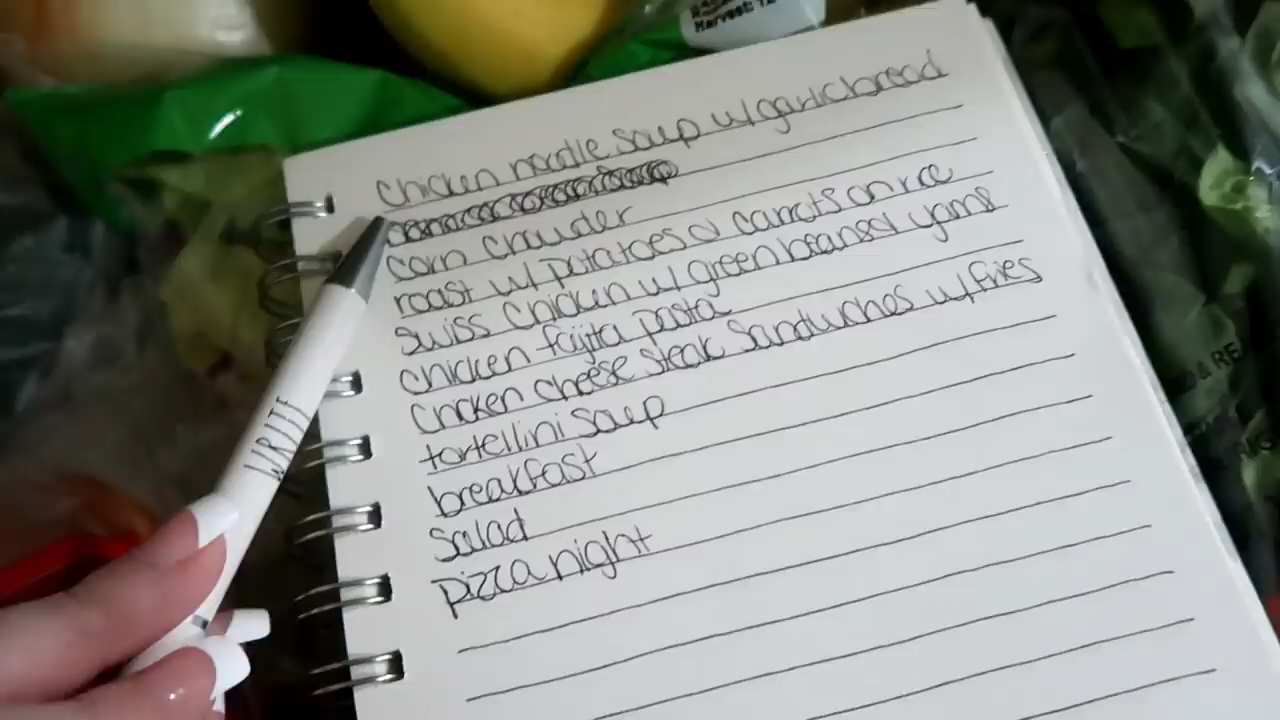 Harvest:
chicken noodle soup w/ garlic bread
corn chowder
roast w/ potatoes & carrots on rice
swiss chicken w/ green beans & yams
chicken fajita pasta
chicken cheese steak sandwiches w/ fries
tortellini soup
breakfast
salad
pizza night
WRITE